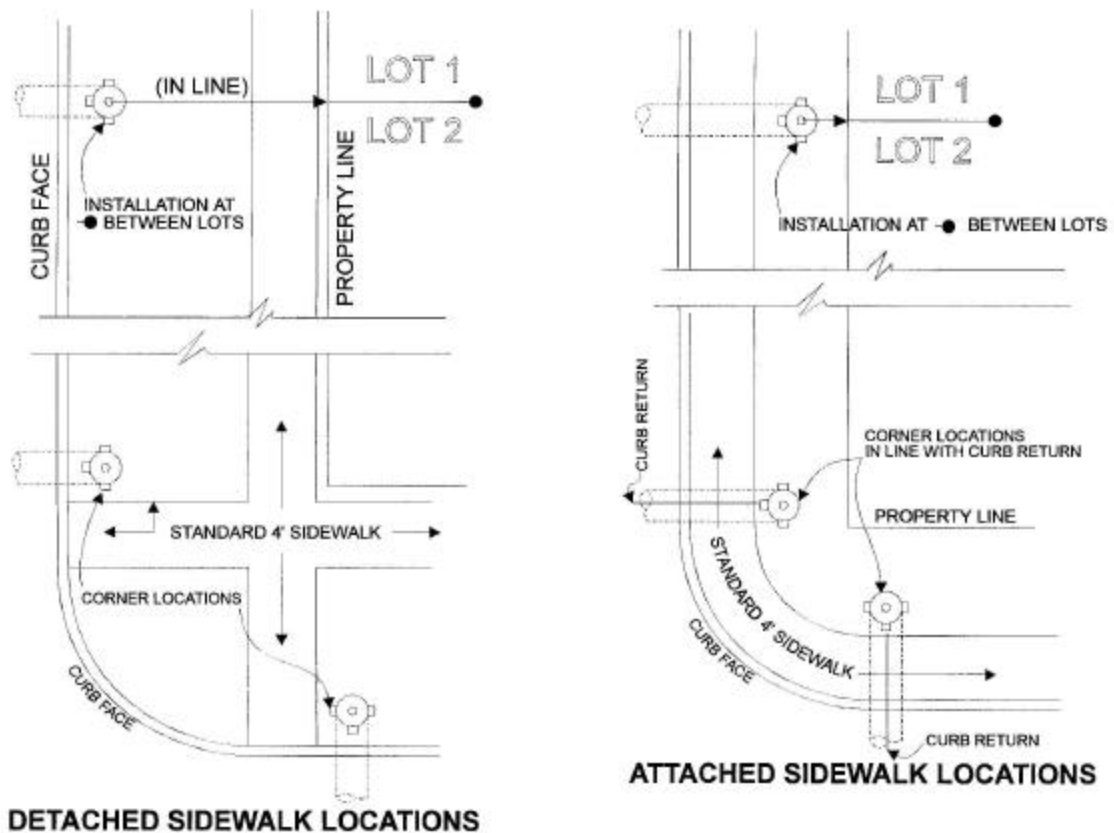 (IN LINE)
LOT 1
LOT 2
CURB FACE
PROPERTY LINE
INSTALLATION AT
BETWEEN LOTS
STANDARD 4' SIDEWALK
CORNER LOCATIONS
CURB FACE
DETACHED SIDEWALK LOCATIONS
LOT 1
LOT 2
INSTALLATION AT BETWEEN LOTS
CURB RETURN
CORNER LOCATIONS
IN LINE WITH CURB RETURN
PROPERTY LINE
STANDARD 4' SIDEWALK
CURB FACE
CURB RETURN
ATTACHED SIDEWALK LOCATIONS